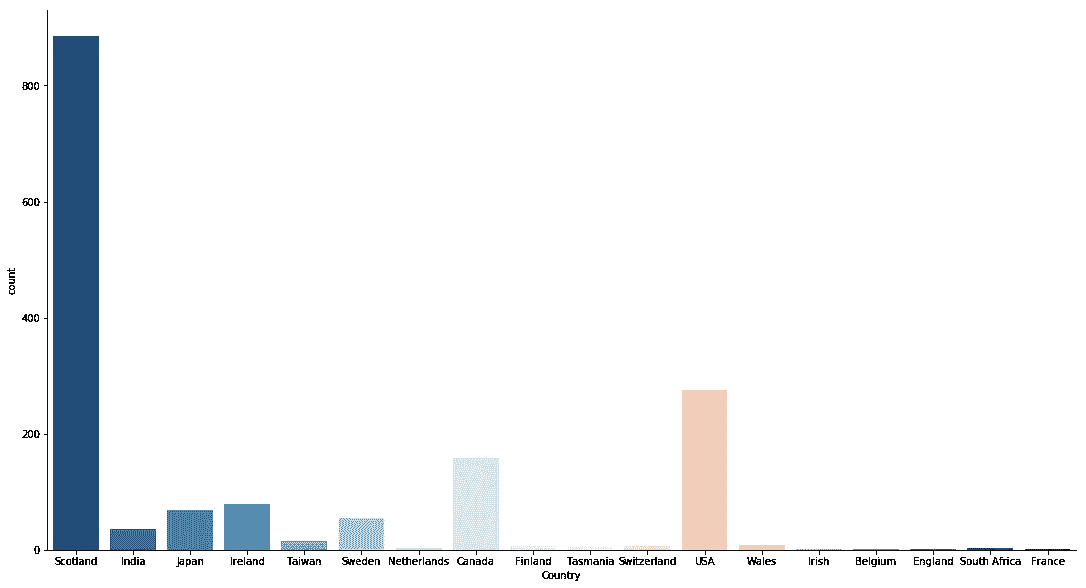 800
600
count
400
200
0
Scotland India Japan Ireland Taiwan Sweden Netherlands Canada Finland Tasmania Switzerland USA Wales Irish Belgium England South Africa France
Country